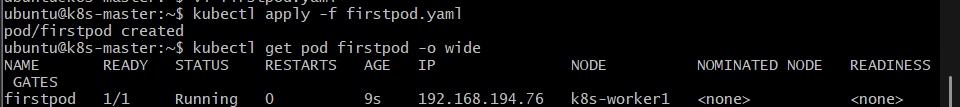 ubuntu@k8s-master:~$ kubectl apply -f firstpod.yaml
pod/firstpod created
ubuntu@k8s-master:~$ kubectl get pod firstpod -o wide
NAME READY STATUS RESTARTS AGE IP NODE NOMINATED NODE READINESS
GATES
firstpod 1/1 Running 0 9s 192.168.194.76 k8s-worker1 <none> <none>